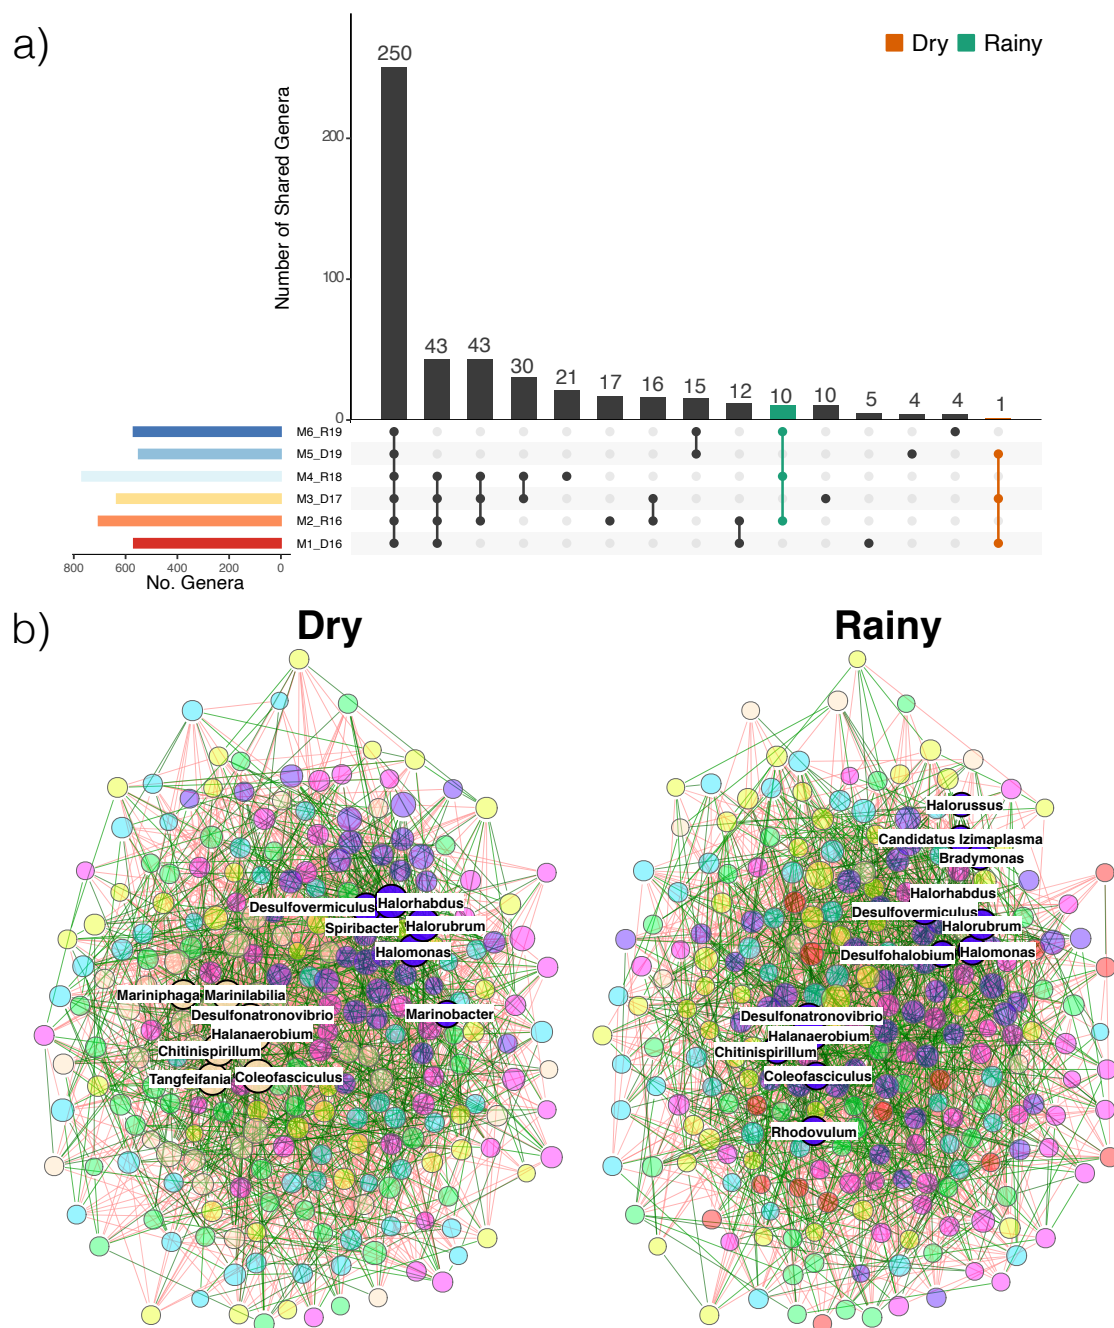 a)
Dry
Rainy
Number of Shared Genera
200
100
0
250
43
43
30
21
17
16
15
12
10
10
5
4
4
1
M6_R19
M5_D19
M4_R18
M3_D17
M2_R16
M1_D16
800 600 400 200 0
No. Genera
b)
Dry
Desulfovermiculus
Halorhabdus
Spiribacter
Halorubrum
Halomonas
Mariniphaga
Marinilabilia
Desulfonatronovibrio
Marinobacter
Halanaerobium
Chitinispirillum
Tangfeifania
Coleofasciculus
Rainy
Halorussus
Candidatus Izimaplasma
Bradymonas
Halorhabdus
Desulfovermiculus
Halorubrum
Desulfohalobium
Halomonas
Desulfonatronovibrio
Halanaerobium
Chitinispirillum
Coleofasciculus
Rhodovulum